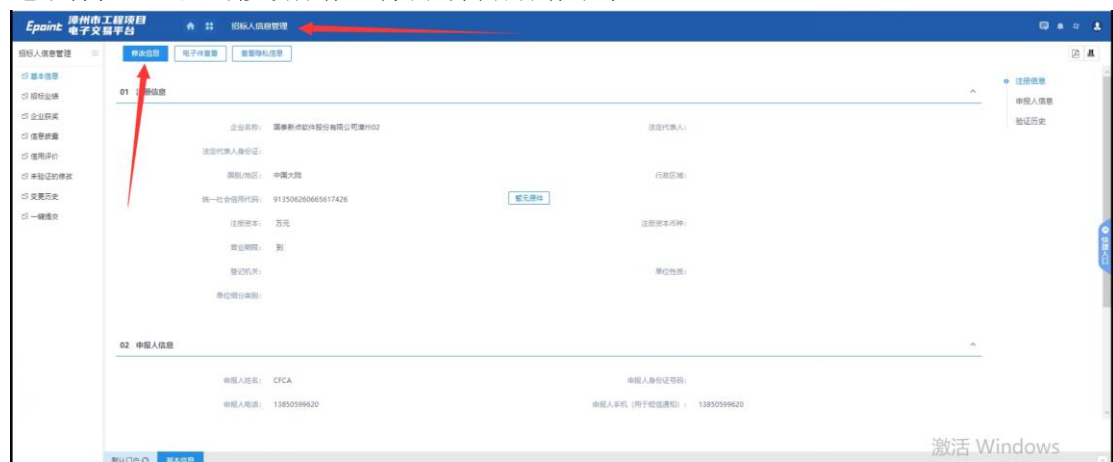 Epoint 漳州市工程项目
电子交易平台
招标人信息管理
招标人信息管理
修改信息
电子件查看
查看隐私信息
基本信息
招标业绩
企业获奖
信息披露
信用评价
未验证的修改
变更历史
一键提交
01 注册信息
注册信息
申报人信息
验证历史
企业名称： 国泰新点软件股份有限公司漳州02
法定代表人：
法定代表人身份证：
国别/地区： 中国大陆
行政区域：
统一社会信用代码： 913506260665617426
暂无原件
注册资本： 万元
注册资本币种：
营业期限： 到
登记机关：
单位性质：
单位细分类别：
快捷入口
02 申报人信息
申报人姓名： CFCA
申报人身份证号码：
申报人电话： 13850599620
申报人手机（用于短信通知）： 13850599620
激活 Windows
默认门户
基本信息